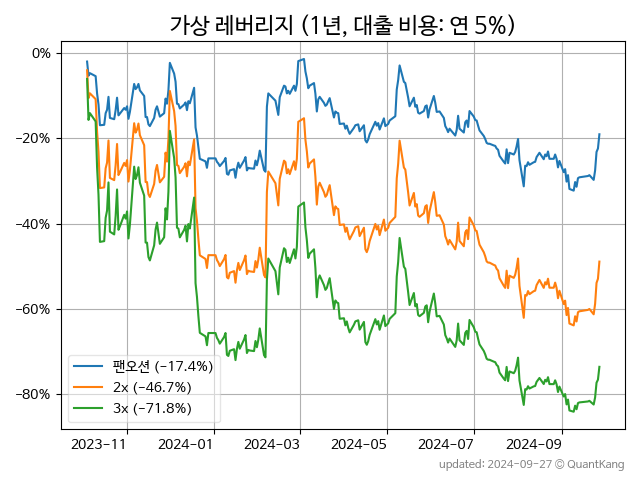 가상 레버리지 (1년, 대출 비용: 연 5%)
0%
−20%
−40%
−60%
−80%
팬오션 (−17.4%)
2x (−46.7%)
3x (−71.8%)
2023-11 2024-01 2024-03 2024-05 2024-07 2024-09
updated: 2024-09-27 © QuantKang